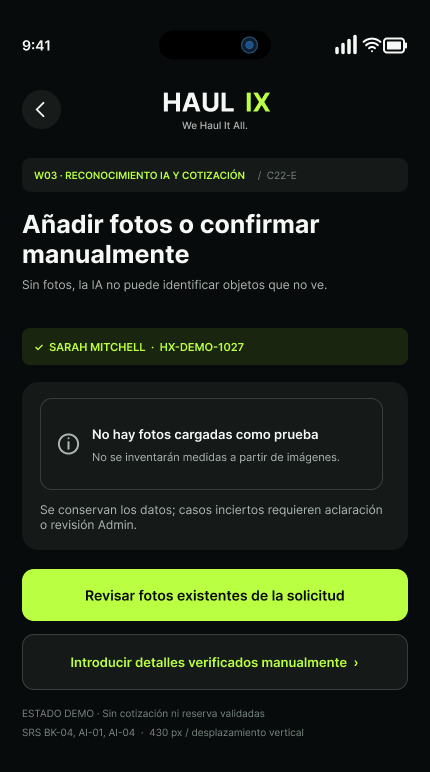 9:41
HAUL IX
We Haul It All.
W03 · RECONOCIMIENTO IA Y COTIZACIÓN / C22-E
Añadir fotos o confirmar
manualmente
Sin fotos, la IA no puede identificar objetos que no ve.
✓ SARAH MITCHELL · HX-DEMO-1027
No hay fotos cargadas como prueba
No se inventarán medidas a partir de imágenes.
Se conservan los datos; casos inciertos requieren aclaración
o revisión Admin.
Revisar fotos existentes de la solicitud
Introducir detalles verificados manualmente ›
ESTADO DEMO · Sin cotización ni reserva validadas
SRS BK-04, AI-01, AI-04 · 430 px / desplazamiento vertical